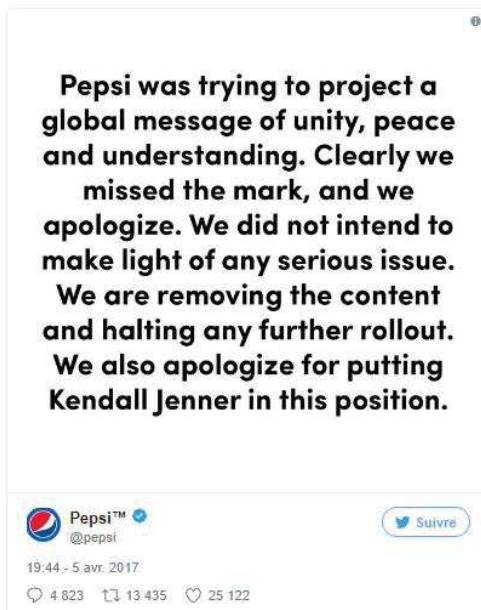 Pepsi was trying to project a
global message of unity, peace
and understanding. Clearly we
missed the mark, and we
apologize. We did not intend to
make light of any serious issue.
We are removing the content
and halting any further rollout.
We also apologize for putting
Kendall Jenner in this position.
Pepsi™
Suivre
@pepsi
19:44 - 5 avr. 2017
4 823 13 435 25 122